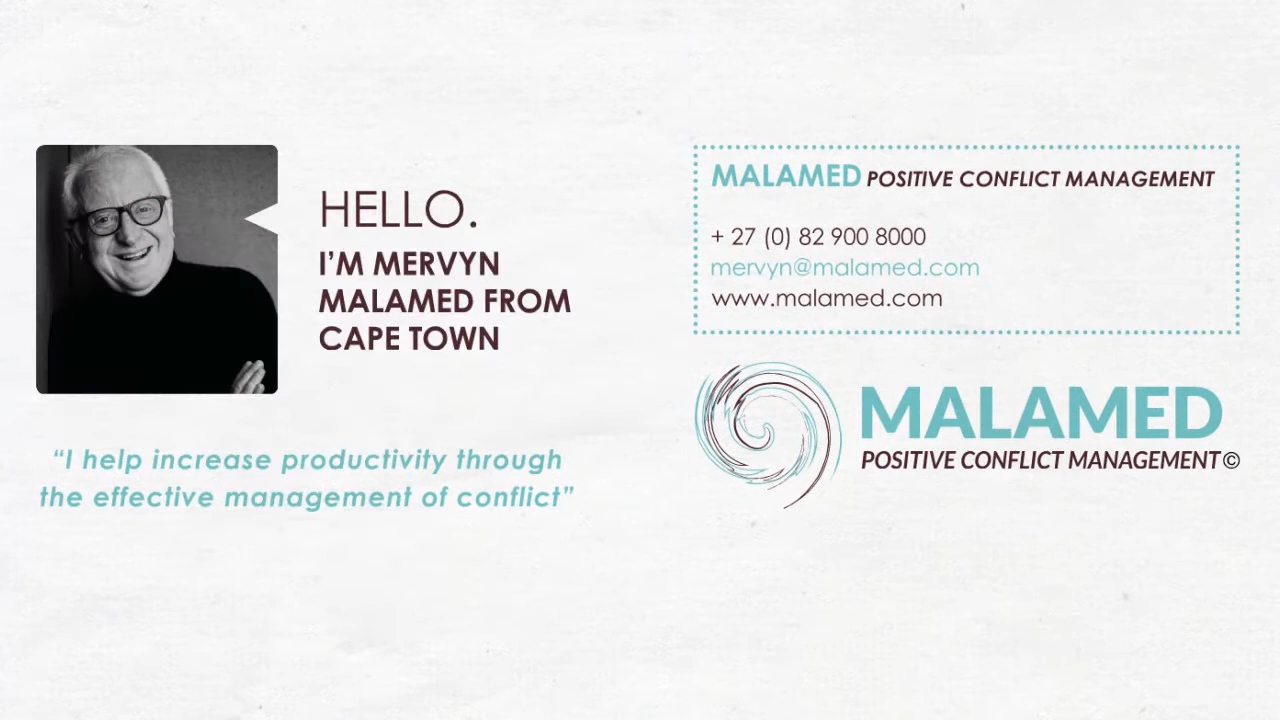 HELLO.
I’M MERVYN
MALAMED FROM
CAPE TOWN
“I help increase productivity through
the effective management of conflict”
MALAMED POSITIVE CONFLICT MANAGEMENT
+ 27 (0) 82 900 8000
mervyn@malamed.com
www.malamed.com
MALAMED
POSITIVE CONFLICT MANAGEMENT©